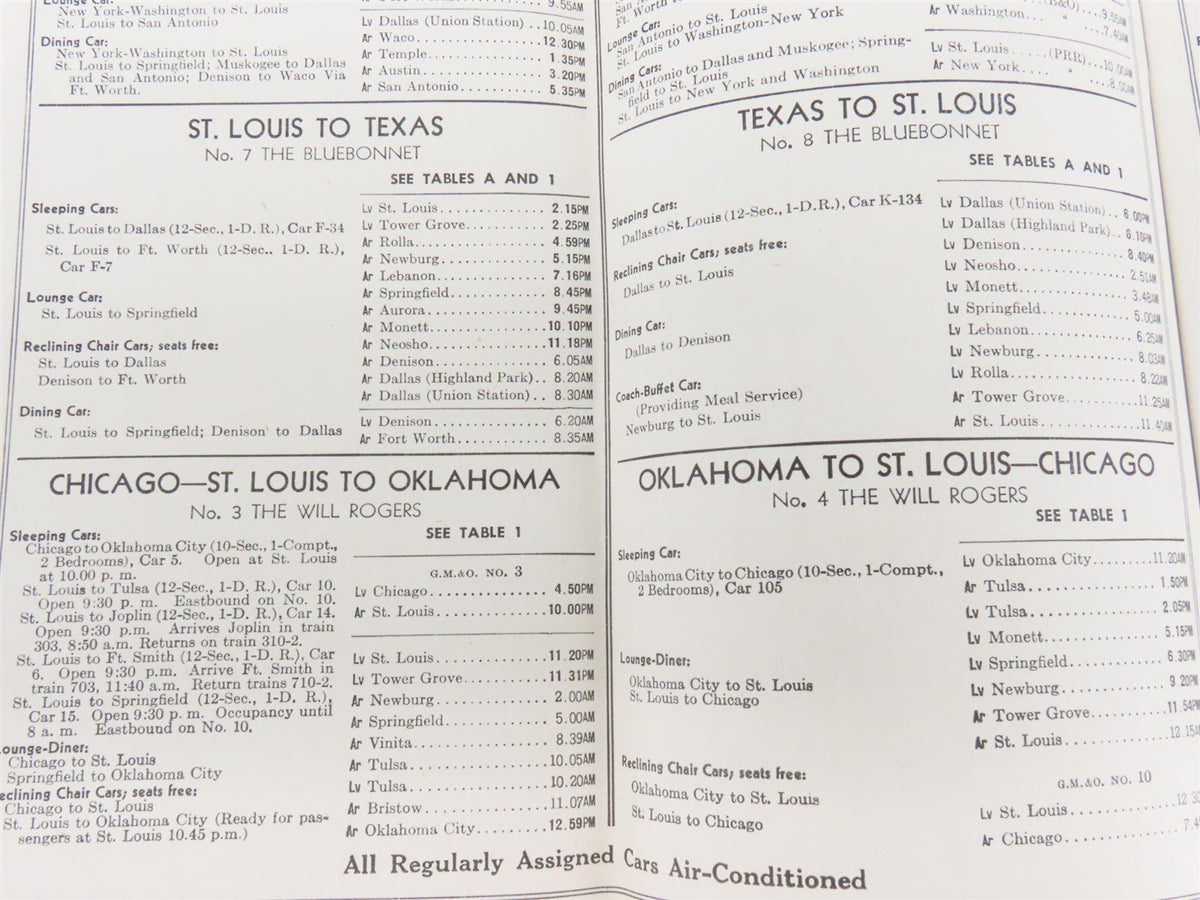 Lounge Car:
New York-Washington to St. Louis
St. Louis to San Antonio
Dining Car:
New York-Washington to St. Louis
St. Louis to Springfield; Muskogee to Dallas
and San Antonio; Denison to Waco Via
Ft. Worth.
9.55AM
Lv Dallas (Union Station) .. 10.05AM
Ar Waco.................. 12.30PM
Ar Temple................ 1.35PM
Ar Austin................ 3.20PM
Ar San Antonio........... 5.35PM
ST. LOUIS TO TEXAS
No. 7 THE BLUEBONNET
SEE TABLES A AND 1
Sleeping Cars:
St. Louis to Dallas (12-Sec., 1-D. R.), Car F-34
St. Louis to Ft. Worth (12-Sec., 1-D. R.),
Car F-7
Lounge Car:
St. Louis to Springfield
Reclining Chair Cars; seats free:
St. Louis to Dallas
Denison to Ft. Worth
Dining Car:
St. Louis to Springfield; Denison to Dallas
Lv St. Louis............. 2.15PM
Lv Tower Grove........... 2.25PM
Ar Rolla................. 4.59PM
Ar Newburg............... 5.15PM
Ar Lebanon............... 7.16PM
Ar Springfield........... 8.45PM
Ar Aurora................ 9.45PM
Ar Monett................ 10.10PM
Ar Neosho................ 11.18PM
Ar Denison............... 6.05AM
Ar Dallas (Highland Park).. 8.20AM
Ar Dallas (Union Station).. 8.30AM
Lv Denison............... 6.20AM
Ar Fort Worth............ 8.35AM
CHICAGO—ST. LOUIS TO OKLAHOMA
No. 3 THE WILL ROGERS
SEE TABLE 1
Sleeping Cars:
Chicago to Oklahoma City (10-Sec., 1-Compt.,
2 Bedrooms), Car 5. Open at St. Louis
at 10.00 p. m.
St. Louis to Tulsa (12-Sec., 1-D. R.), Car 10.
Open 9:30 p. m. Eastbound on No. 10.
St. Louis to Joplin (12-Sec., 1-D. R.), Car 14.
Open 9:30 p.m. Arrives Joplin in train
303, 8:50 a.m. Returns on train 310-2.
St. Louis to Ft. Smith (12-Sec., 1-D. R.), Car
6. Open 9:30 p.m. Arrive Ft. Smith in
train 703, 11:40 a.m. Return trains 710-2.
St. Louis to Springfield (12-Sec., 1-D. R.),
Car 15. Open 9:30 p. m. Occupancy until
8 a. m. Eastbound on No. 10.
Lounge-Diner:
Chicago to St. Louis
Springfield to Oklahoma City
Reclining Chair Cars; seats free:
Chicago to St. Louis
St. Louis to Oklahoma City (Ready for pas-
sengers at St. Louis 10.45 p.m.)
G.M.&O. NO. 3
Lv Chicago............... 4.50PM
Ar St. Louis............. 10.00PM
Lv St. Louis............. 11.20PM
Lv Tower Grove........... 11.31PM
Ar Newburg............... 2.00AM
Ar Springfield........... 5.00AM
Ar Vinita................ 8.39AM
Ar Tulsa................. 10.05AM
Lv Tulsa................. 10.20AM
Ar Bristow............... 11.07AM
Ar Oklahoma City......... 12.59PM
Ft. Worth
Lounge Car:
San Antonio to St. Louis
St. Louis to Washington-New York
Dining Cars:
San Antonio to Dallas and Muskogee; Spring-
field to St. Louis
St. Louis to New York and Washington
(B&O)....9.55AM
Ar Washington.... " ....7.40AM
Lv St. Louis......(PRR)...10.00AM
Ar New York.... " ....8.00AM
TEXAS TO ST. LOUIS
No. 8 THE BLUEBONNET
SEE TABLES A AND 1
Sleeping Cars:
Dallas to St. Louis (12-Sec., 1-D.R.), Car K-134
Reclining Chair Cars; seats free:
Dallas to St. Louis
Dining Car:
Dallas to Denison
Coach-Buffet Car:
(Providing Meal Service)
Newburg to St. Louis
Lv Dallas (Union Station).. 6.00PM
Lv Dallas (Highland Park).. 6.10PM
Lv Denison............... 8.40PM
Lv Neosho................ 2.51AM
Lv Monett................ 3.48AM
Lv Springfield........... 5.00AM
Lv Lebanon............... 6.25AM
Lv Newburg............... 8.03AM
Lv Rolla................. 8.22AM
Ar Tower Grove........... 11.25AM
Ar St. Louis............. 11.40AM
OKLAHOMA TO ST. LOUIS—CHICAGO
No. 4 THE WILL ROGERS
SEE TABLE 1
Sleeping Car:
Oklahoma City to Chicago (10-Sec., 1-Compt.,
2 Bedrooms), Car 105
Lounge-Diner:
Oklahoma City to St. Louis
St. Louis to Chicago
Reclining Chair Cars; seats free:
Oklahoma City to St. Louis
St. Louis to Chicago
Lv Oklahoma City......... 11.20AM
Ar Tulsa................. 1.50PM
Lv Tulsa................. 2.05PM
Lv Monett................ 5.15PM
Lv Springfield........... 6.30PM
Lv Newburg............... 9 20PM
Ar Tower Grove........... 11.54PM
Ar St. Louis............. 12 15AM
G.M.&O. NO. 10
Lv St. Louis............. 12.30
Ar Chicago............... 7.4
All Regularly Assigned Cars Air-Conditioned